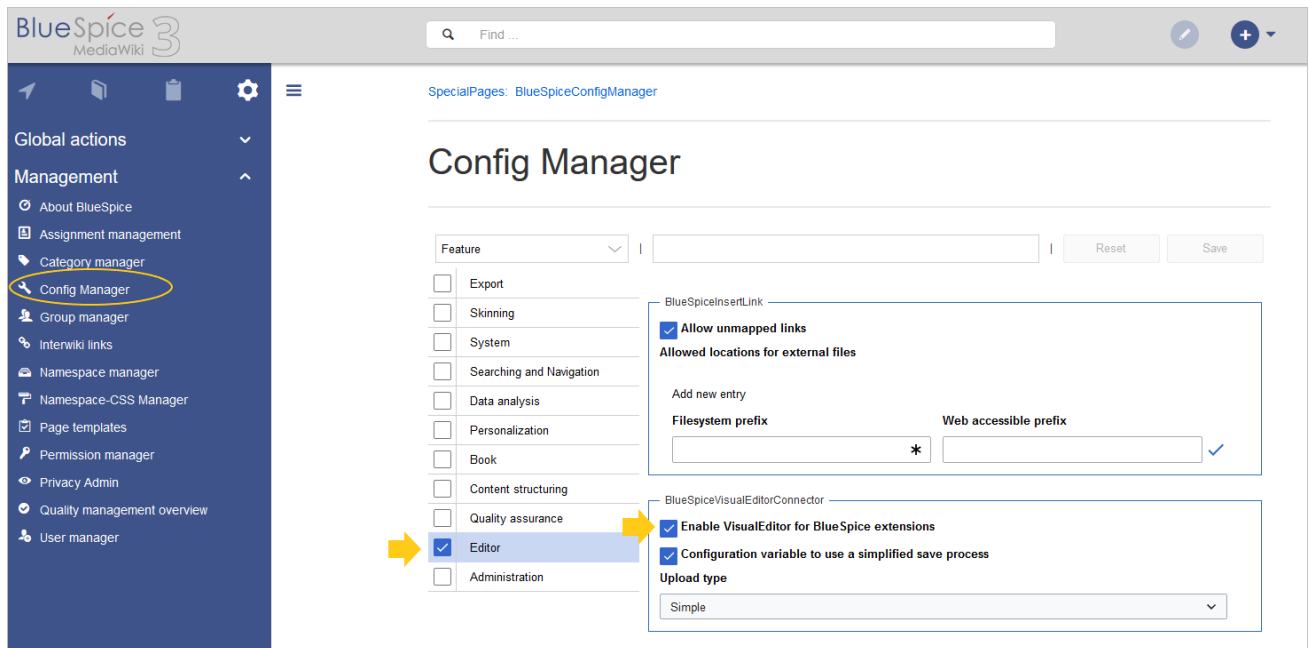 BlueSpice 3
MediaWiki
Find ...
SpecialPages: BlueSpiceConfigManager
Global actions
Management
About BlueSpice
Assignment management
Category manager
Config Manager
Group manager
Interwiki links
Namespace manager
Namespace-CSS Manager
Page templates
Permission manager
Privacy Admin
Quality management overview
User manager
Config Manager
Feature | | Reset Save
Export
Skinning
System
Searching and Navigation
Data analysis
Personalization
Book
Content structuring
Quality assurance
Editor
Administration
BlueSpiceInsertLink
Allow unmapped links
Allowed locations for external files
Add new entry
Filesystem prefix Web accessible prefix
*
BlueSpiceVisualEditorConnector
Enable VisualEditor for BlueSpice extensions
Configuration variable to use a simplified save process
Upload type
Simple